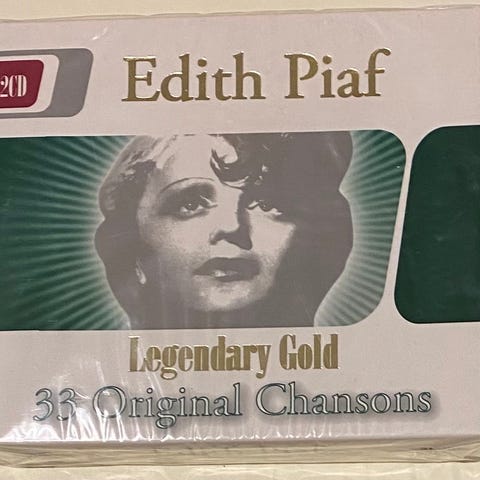 2CD
Edith Piaf
Legendary Gold
33 Original Chansons